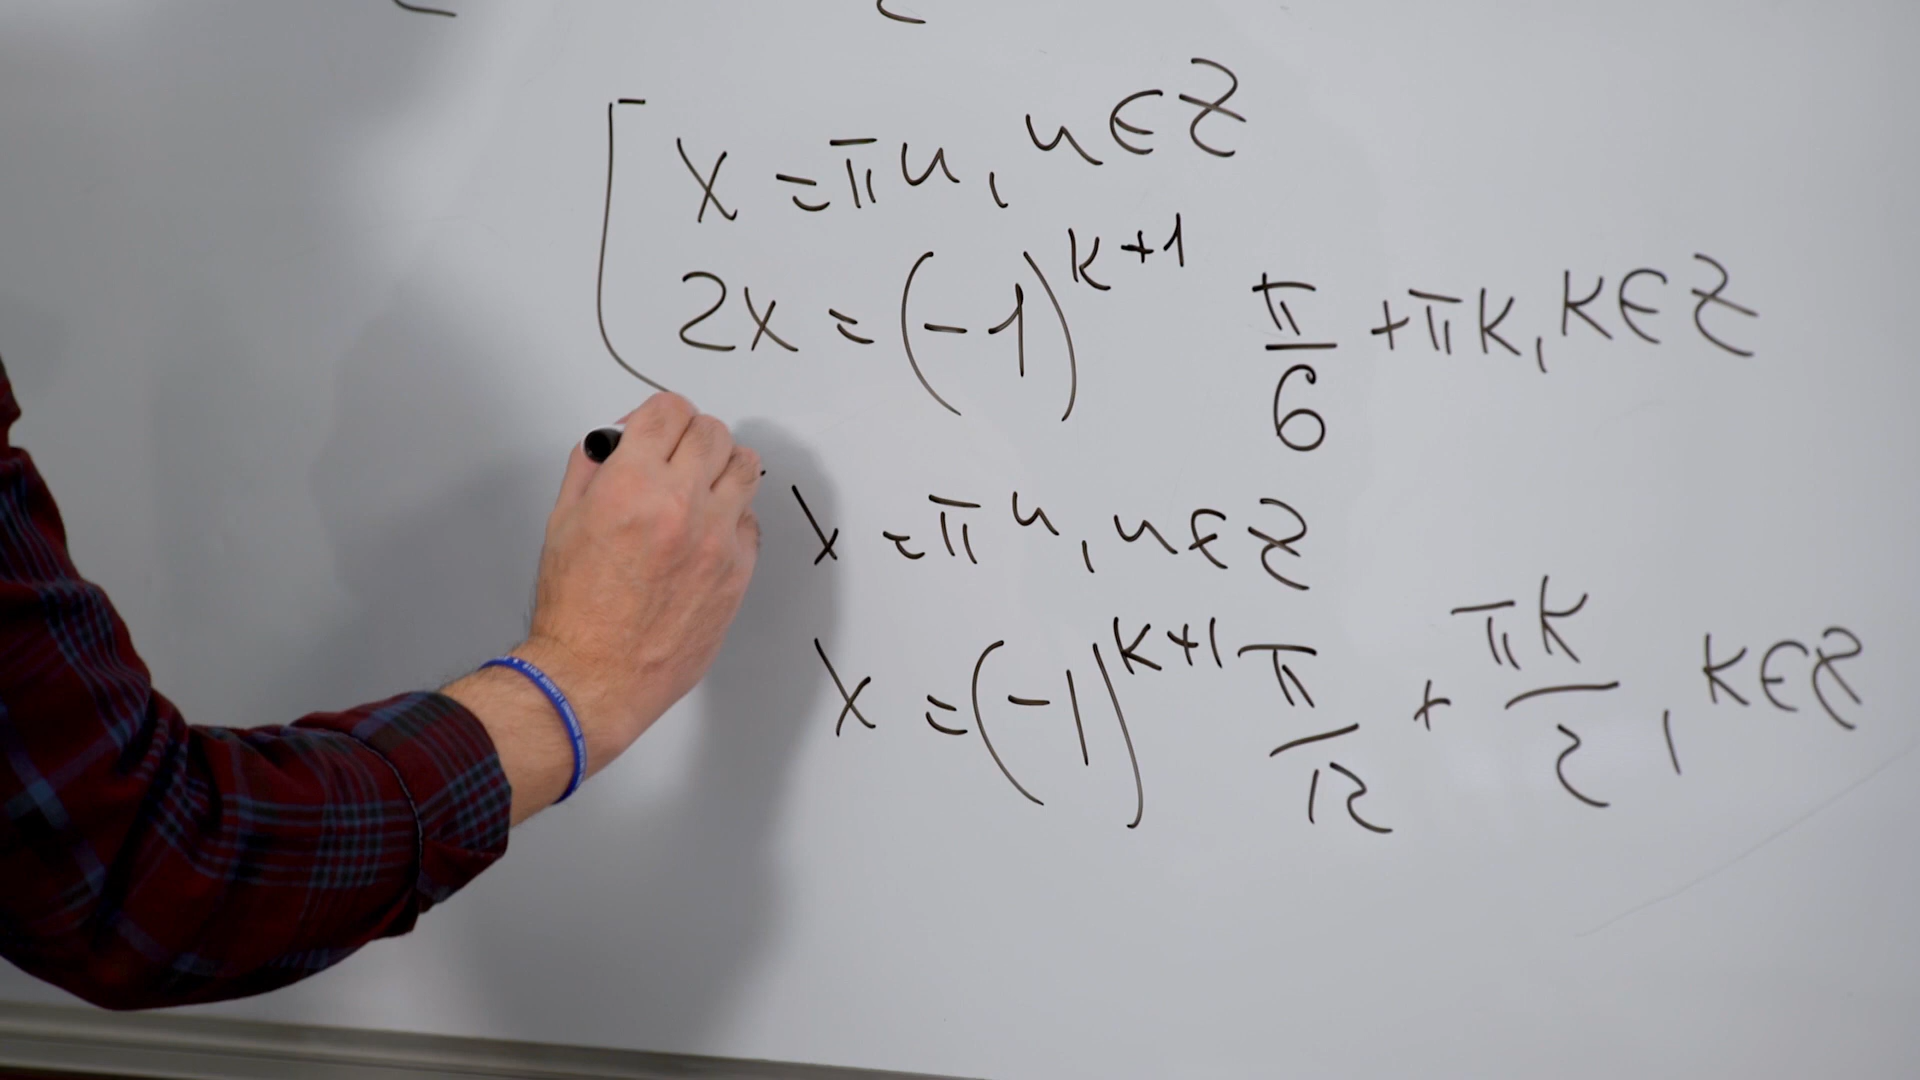 x = πn, n ∈ Z
2x = (-1)^{k+1} π/6 + πk, k ∈ Z
x = πn, n ∈ Z
x = (-1)^{k+1} π/12 + πk/2, k ∈ Z